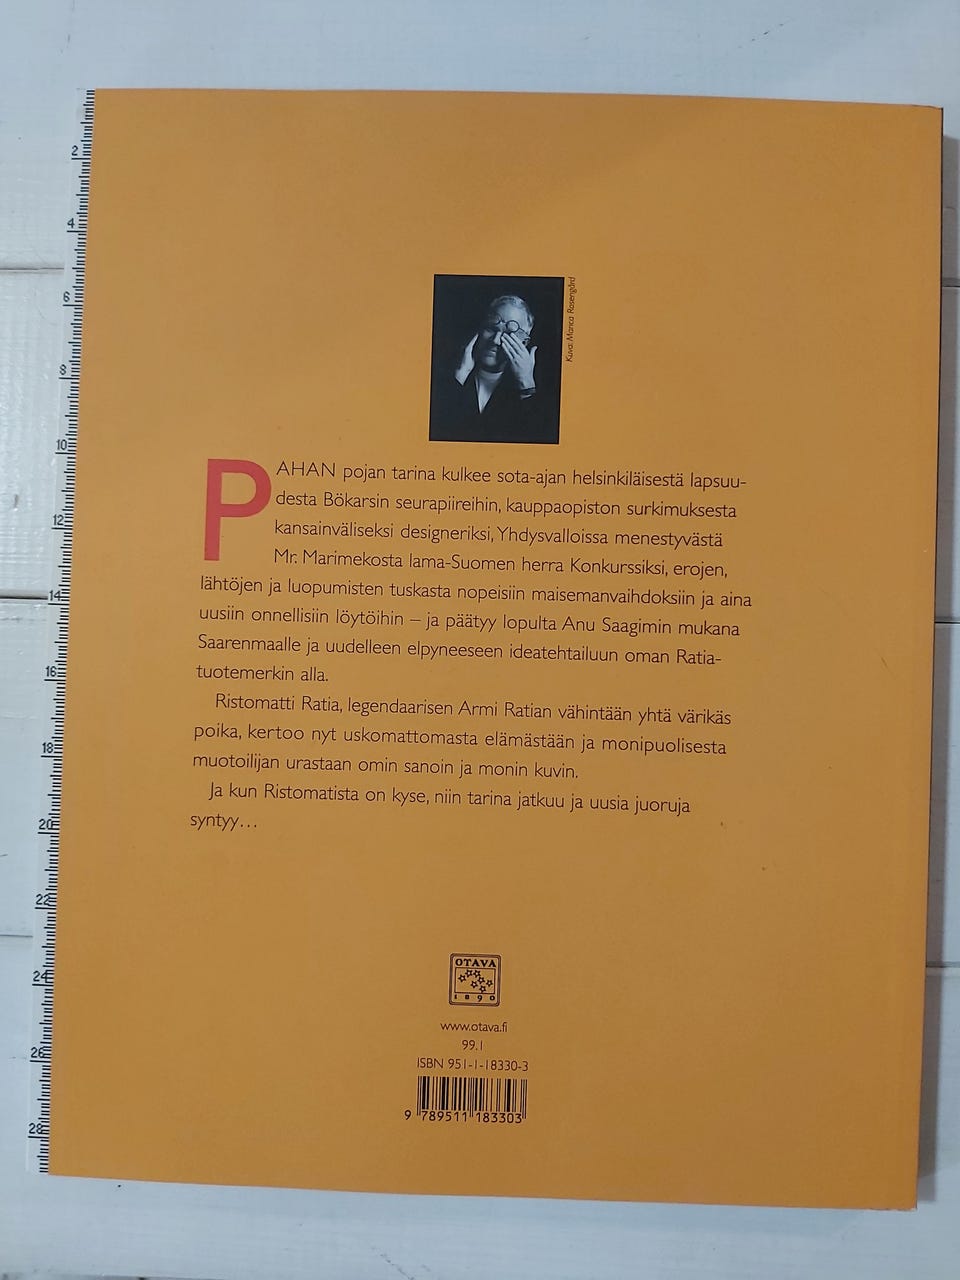 2
4
6
8
10
12
14
16
18
20
22
24
26
28
Kuva: Marica Rosengård
PAHAN pojan tarina kulkee sota-ajan helsinkiläisestä lapsuu-
desta Bökarsin seurapiireihin, kauppaopiston surkimuksesta
kansainväliseksi designeriksi, Yhdysvalloissa menestyvästä
Mr. Marimekosta lama-Suomen herra Konkurssiksi, erojen,
lähtöjen ja luopumisten tuskasta nopeisiin maisemanvaihdoksiin ja aina
uusiin onnellisiin löytöihin – ja päätyy lopulta Anu Saagimin mukana
Saarenmaalle ja uudelleen elpyneeseen ideatehtailuun oman Ratia-
tuotemerkin alla.
Ristomatti Ratia, legendaarisen Armi Ratian vähintään yhtä värikäs
poika, kertoo nyt uskomattomasta elämästään ja monipuolisesta
muotoilijan urastaan omin sanoin ja monin kuvin.
Ja kun Ristomatista on kyse, niin tarina jatkuu ja uusia juoruja
syntyy…
OTAVA
1890
www.otava.fi
99.1
ISBN 951-1-18330-3
9 789511 183303